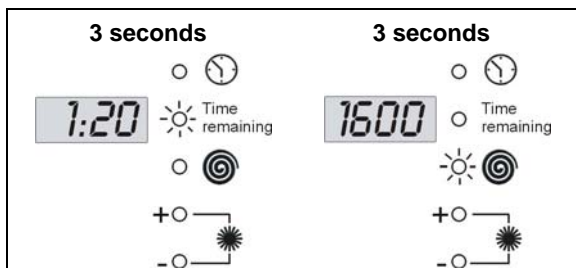 3 seconds
1:20
Time
remaining
+
-
3 seconds
1600
Time
remaining
+
-